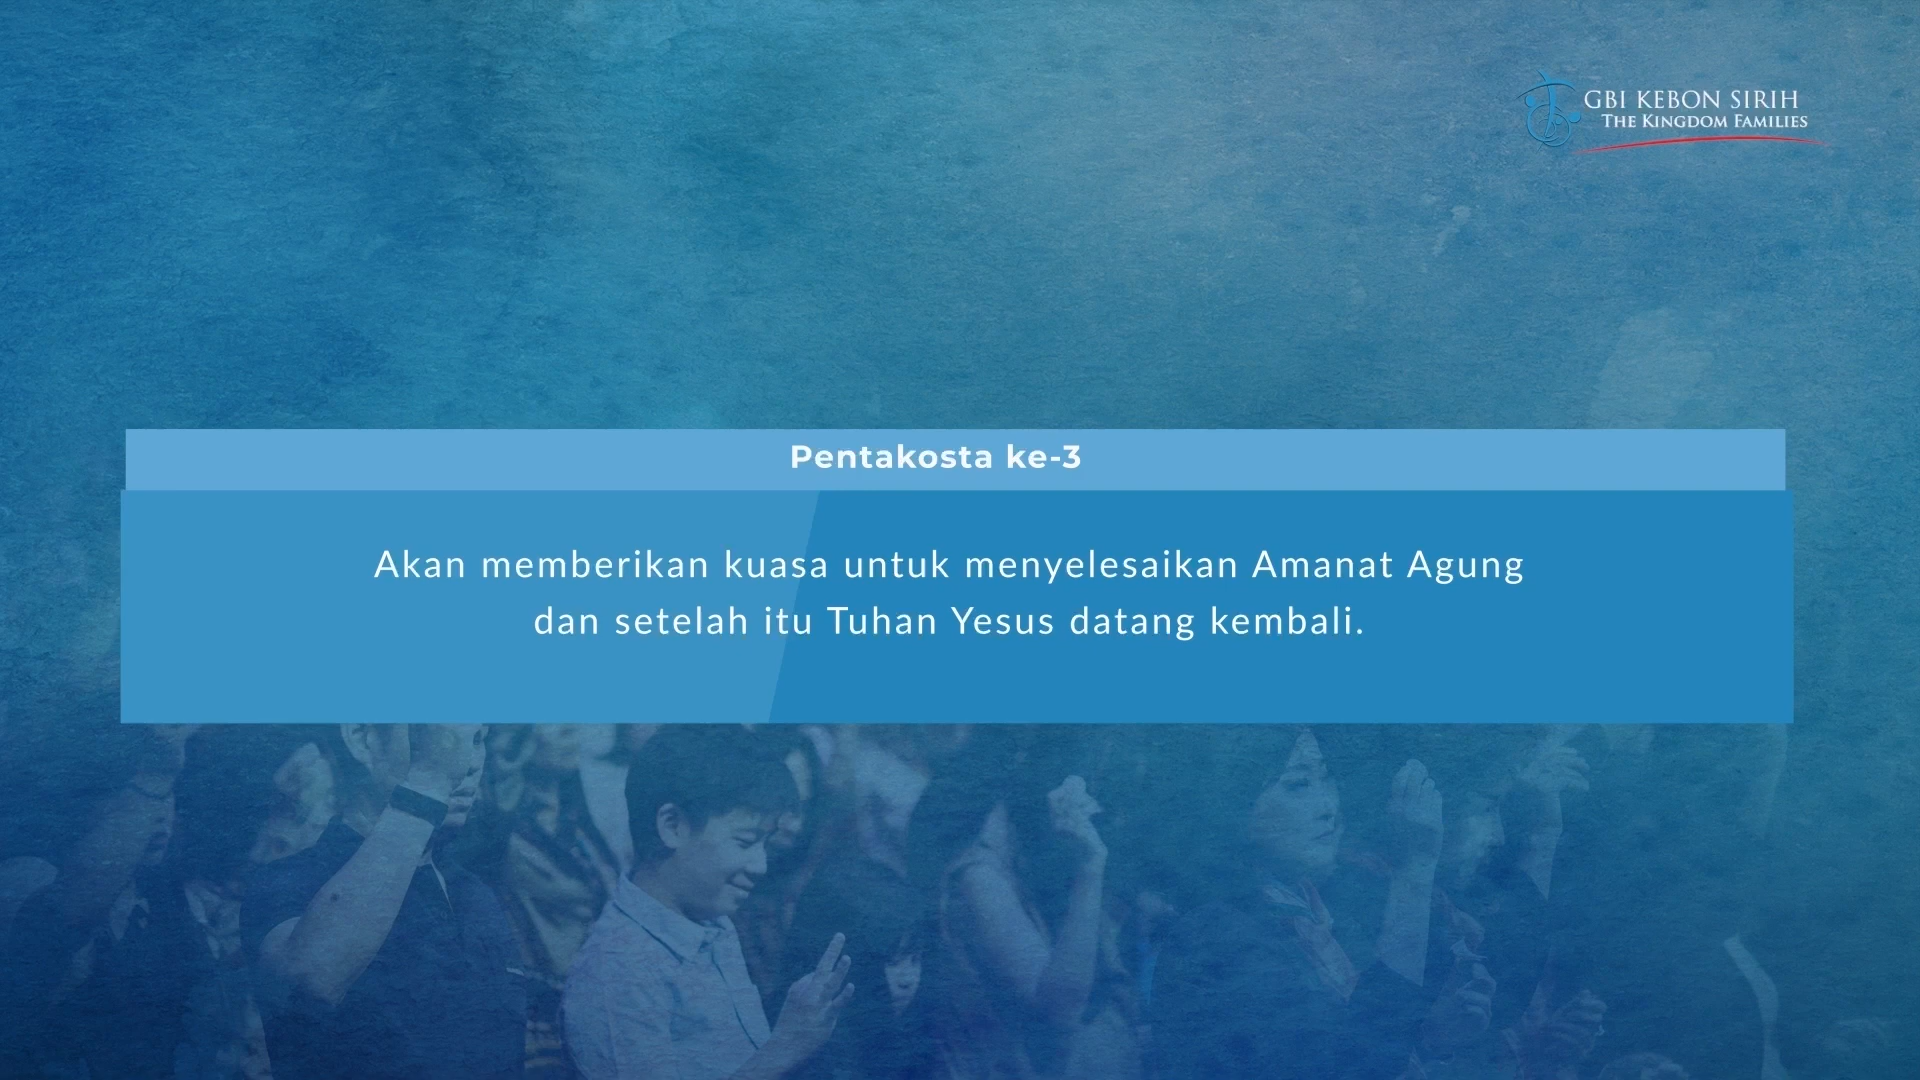 GBI KEBON SIRIH
THE KINGDOM FAMILIES
Pentakosta ke-3
Akan memberikan kuasa untuk menyelesaikan Amanat Agung
dan setelah itu Tuhan Yesus datang kembali.